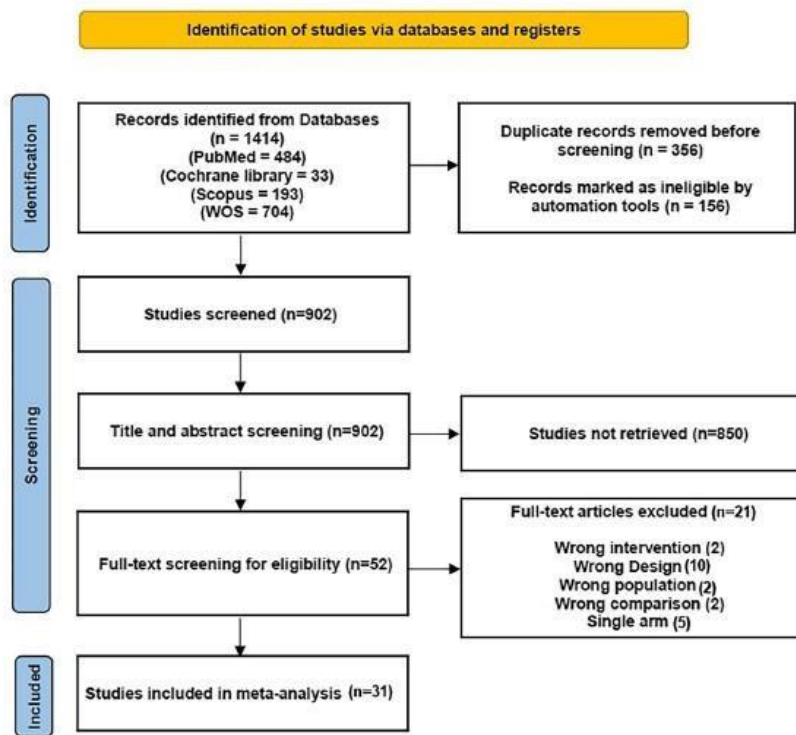 Identification of studies via databases and registers
Identification
Records identified from Databases
(n = 1414)
(PubMed = 484)
(Cochrane library = 33)
(Scopus = 193)
(WOS = 704)
Duplicate records removed before
screening (n = 356)
Records marked as ineligible by
automation tools (n = 156)
Screening
Studies screened (n=902)
Title and abstract screening (n=902)
Studies not retrieved (n=850)
Full-text screening for eligibility (n=52)
Full-text articles excluded (n=21)
Wrong intervention (2)
Wrong Design (10)
Wrong population (2)
Wrong comparison (2)
Single arm (5)
Included
Studies included in meta-analysis (n=31)